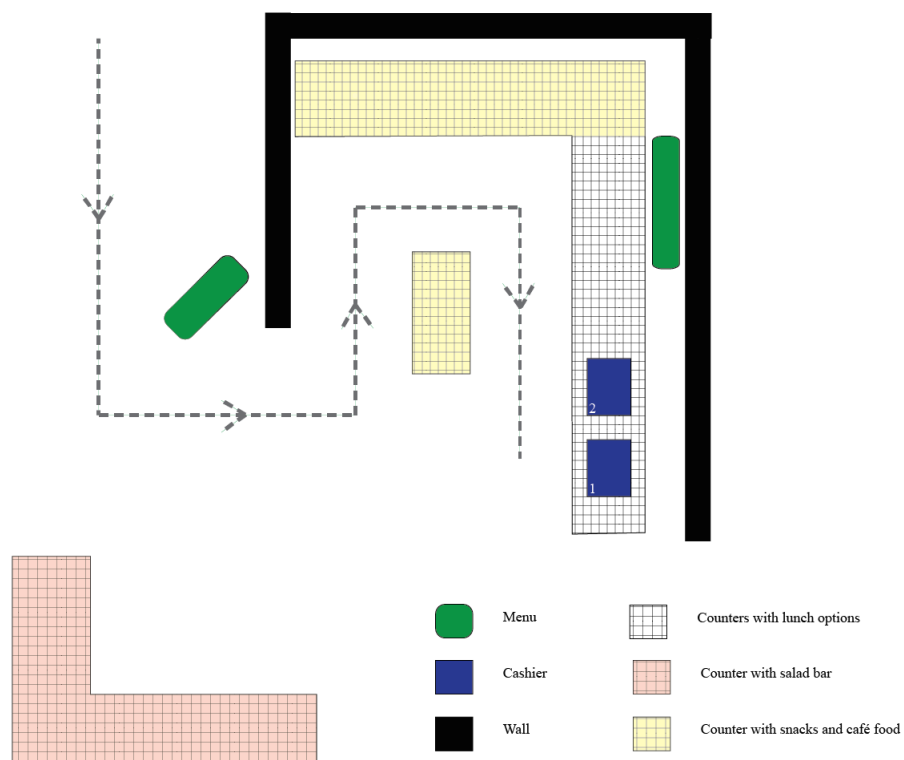 2
1
Menu
Counters with lunch options
Cashier
Counter with salad bar
Wall
Counter with snacks and café food